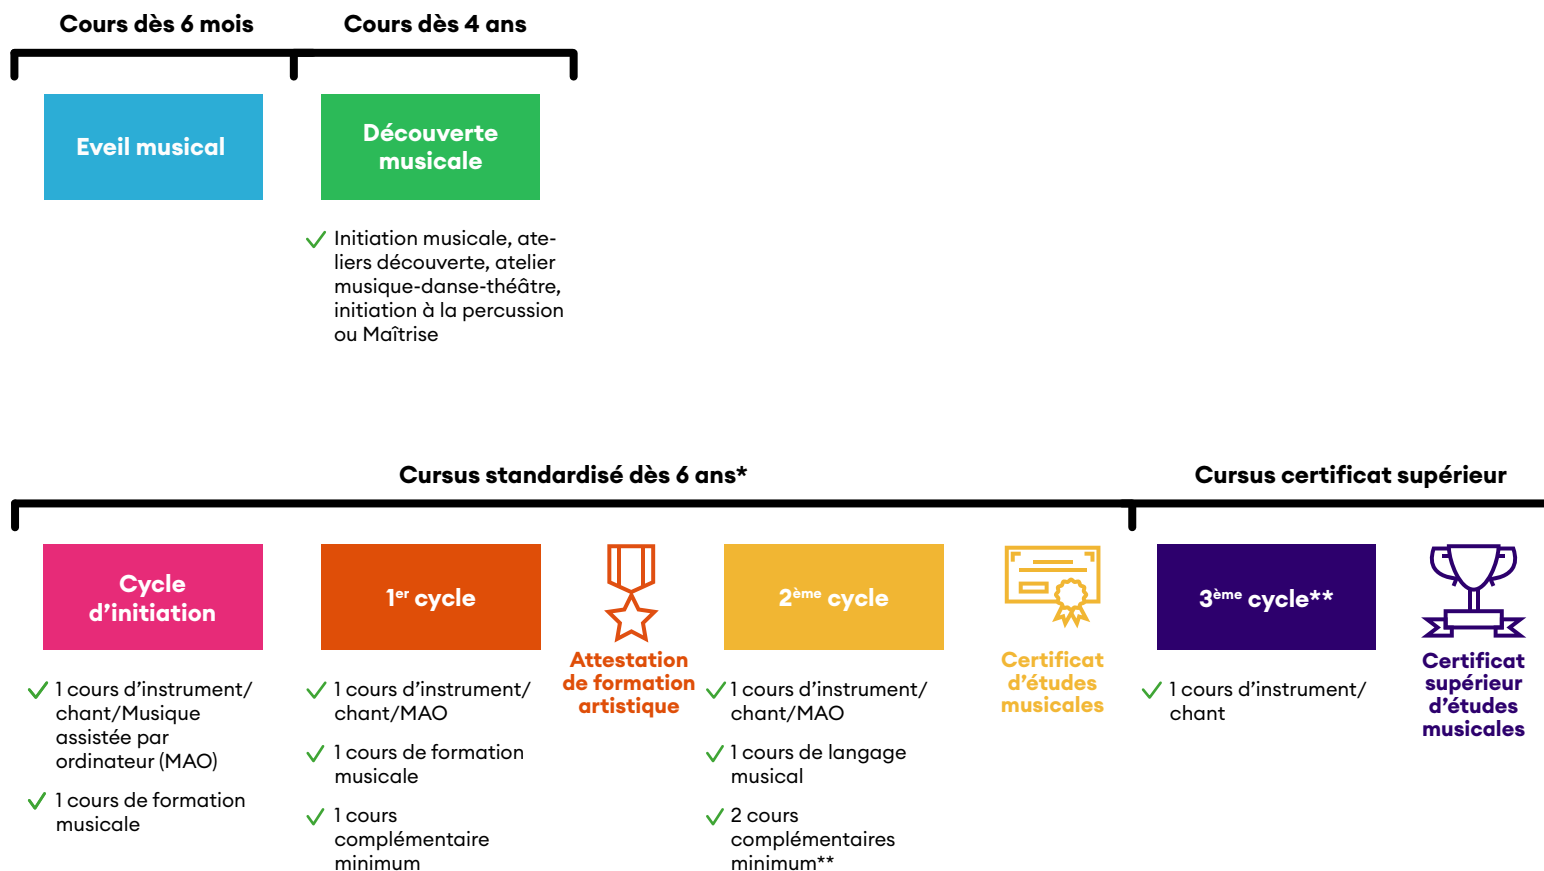 Cours dès 6 mois
Cours dès 4 ans
Eveil musical
Découverte
musicale
Initiation musicale, ate-
liers découverte, atelier
musique-danse-théâtre,
initiation à la percussion
ou Maîtrise
Cursus standardisé dès 6 ans*
Cursus certificat supérieur
Cycle
d’initiation
1 cours d’instrument/
chant/Musique
assistée par
ordinateur (MAO)
1 cours de formation
musicale
1er cycle
1 cours d’instrument/
chant/MAO
1 cours de formation
musicale
1 cours
complémentaire
minimum
Attestation
de formation
artistique
2ème cycle
1 cours d’instrument/
chant/MAO
1 cours de langage
musical
2 cours
complémentaires
minimum**
Certificat
d’études
musicales
3ème cycle**
1 cours d’instrument/
chant
Certificat
supérieur
d’études
musicales